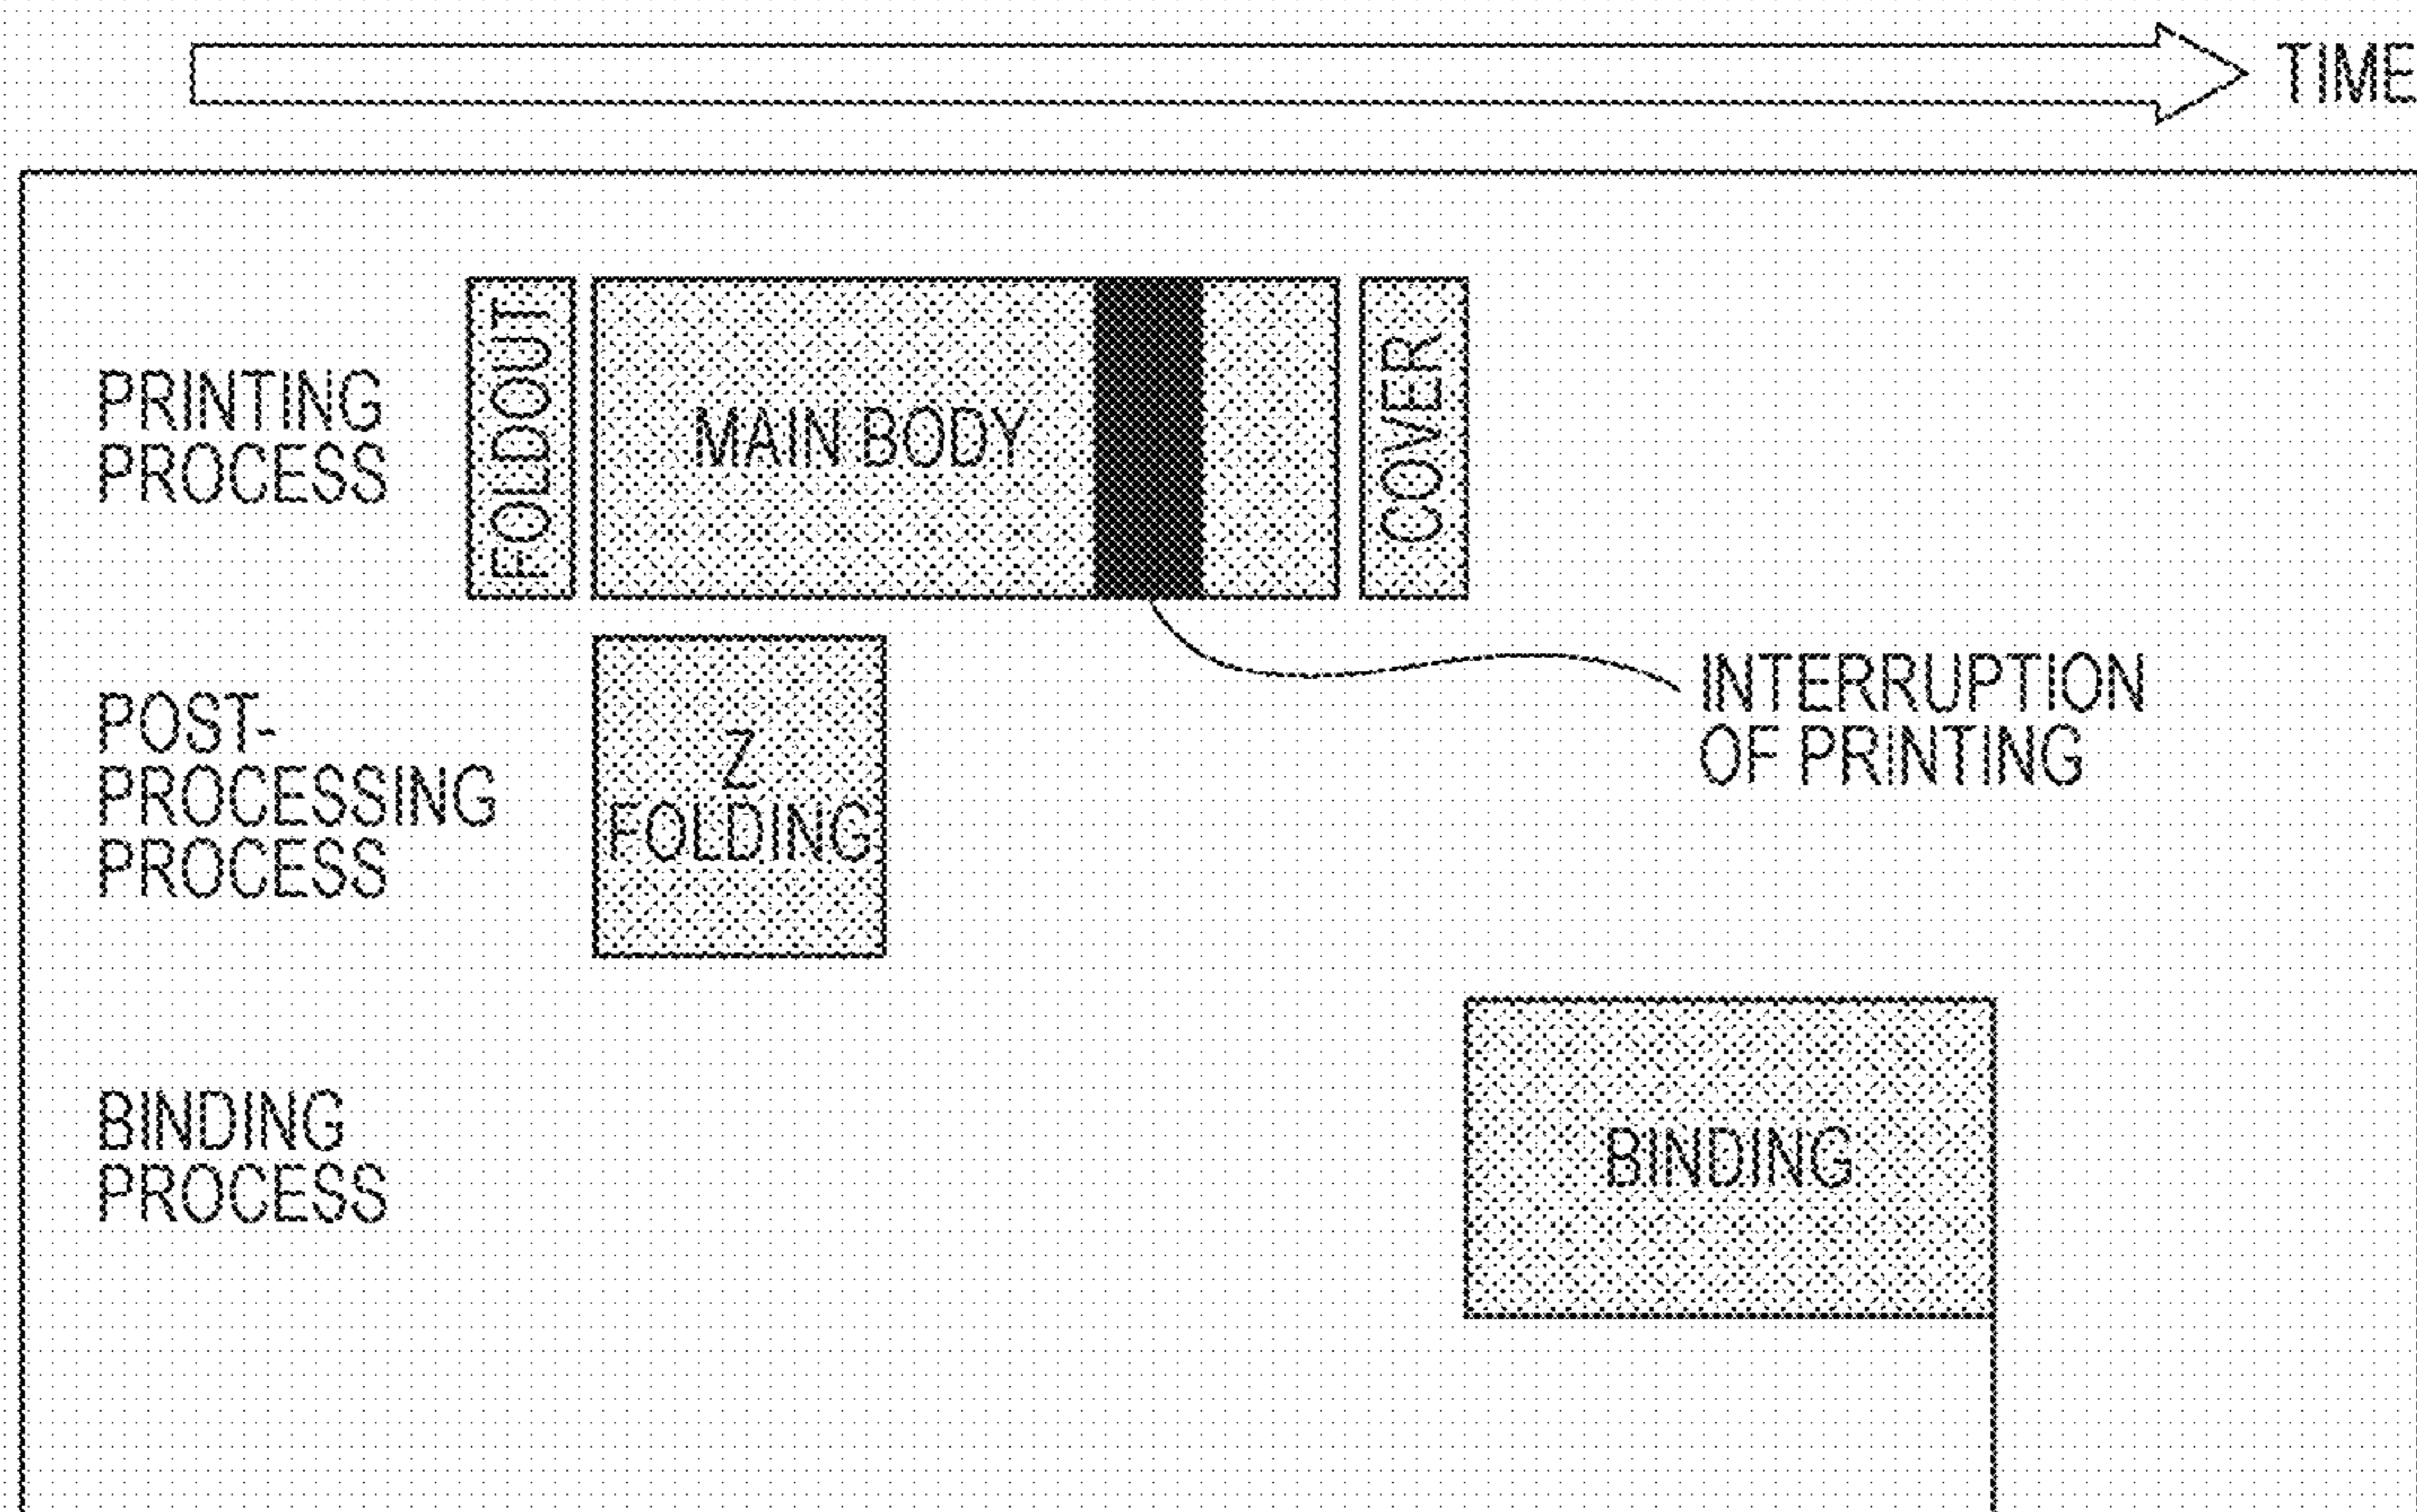 TIME
PRINTING
PROCESS
FOLDOUT
MAIN BODY
COVER
INTERRUPTION
OF PRINTING
POST-
PROCESSING
PROCESS
Z
FOLDING
BINDING
PROCESS
BINDING